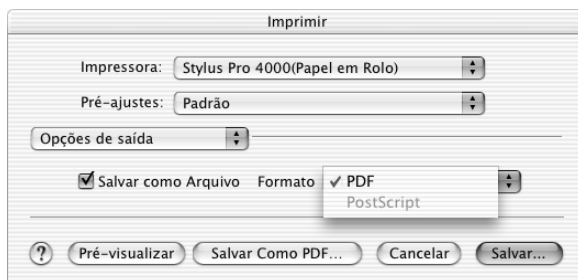 Imprimir
Impressora: Stylus Pro 4000(Papel em Rolo)
Pré-ajustes: Padrão
Opções de saída
Salvar como Arquivo Formato ✓ PDF
PostScript
? Pré-visualizar Salvar Como PDF... Cancelar Salvar...